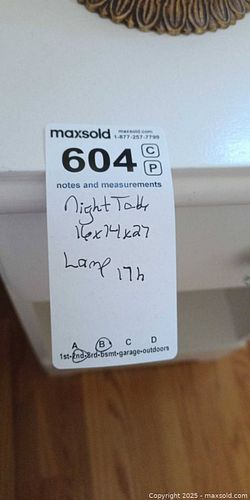 maxsold maxsold.com
1-877-257-7799
604 C
P
notes and measurements
Night Table
16x14x27
Lamp 17h
A B C D
1st•2nd•3rd•bsmt•garage•outdoors
Copyright © 2025 - maxsold.com